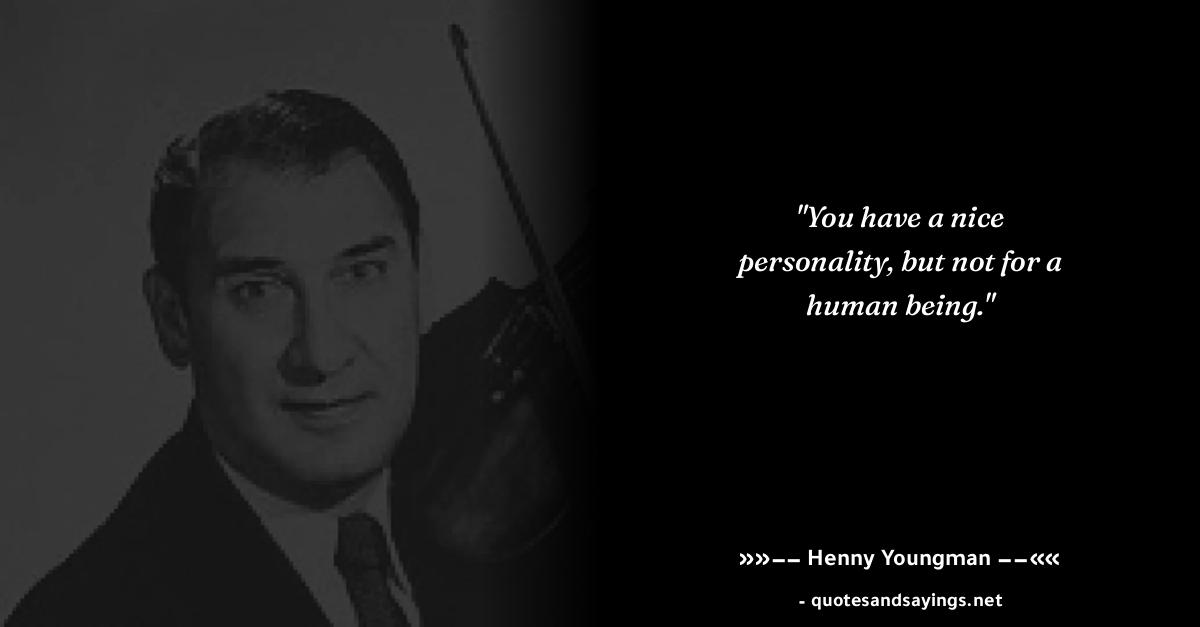 "You have a nice
personality, but not for a
human being."
»»−− Henny Youngman −−««
- quotesandsayings.net